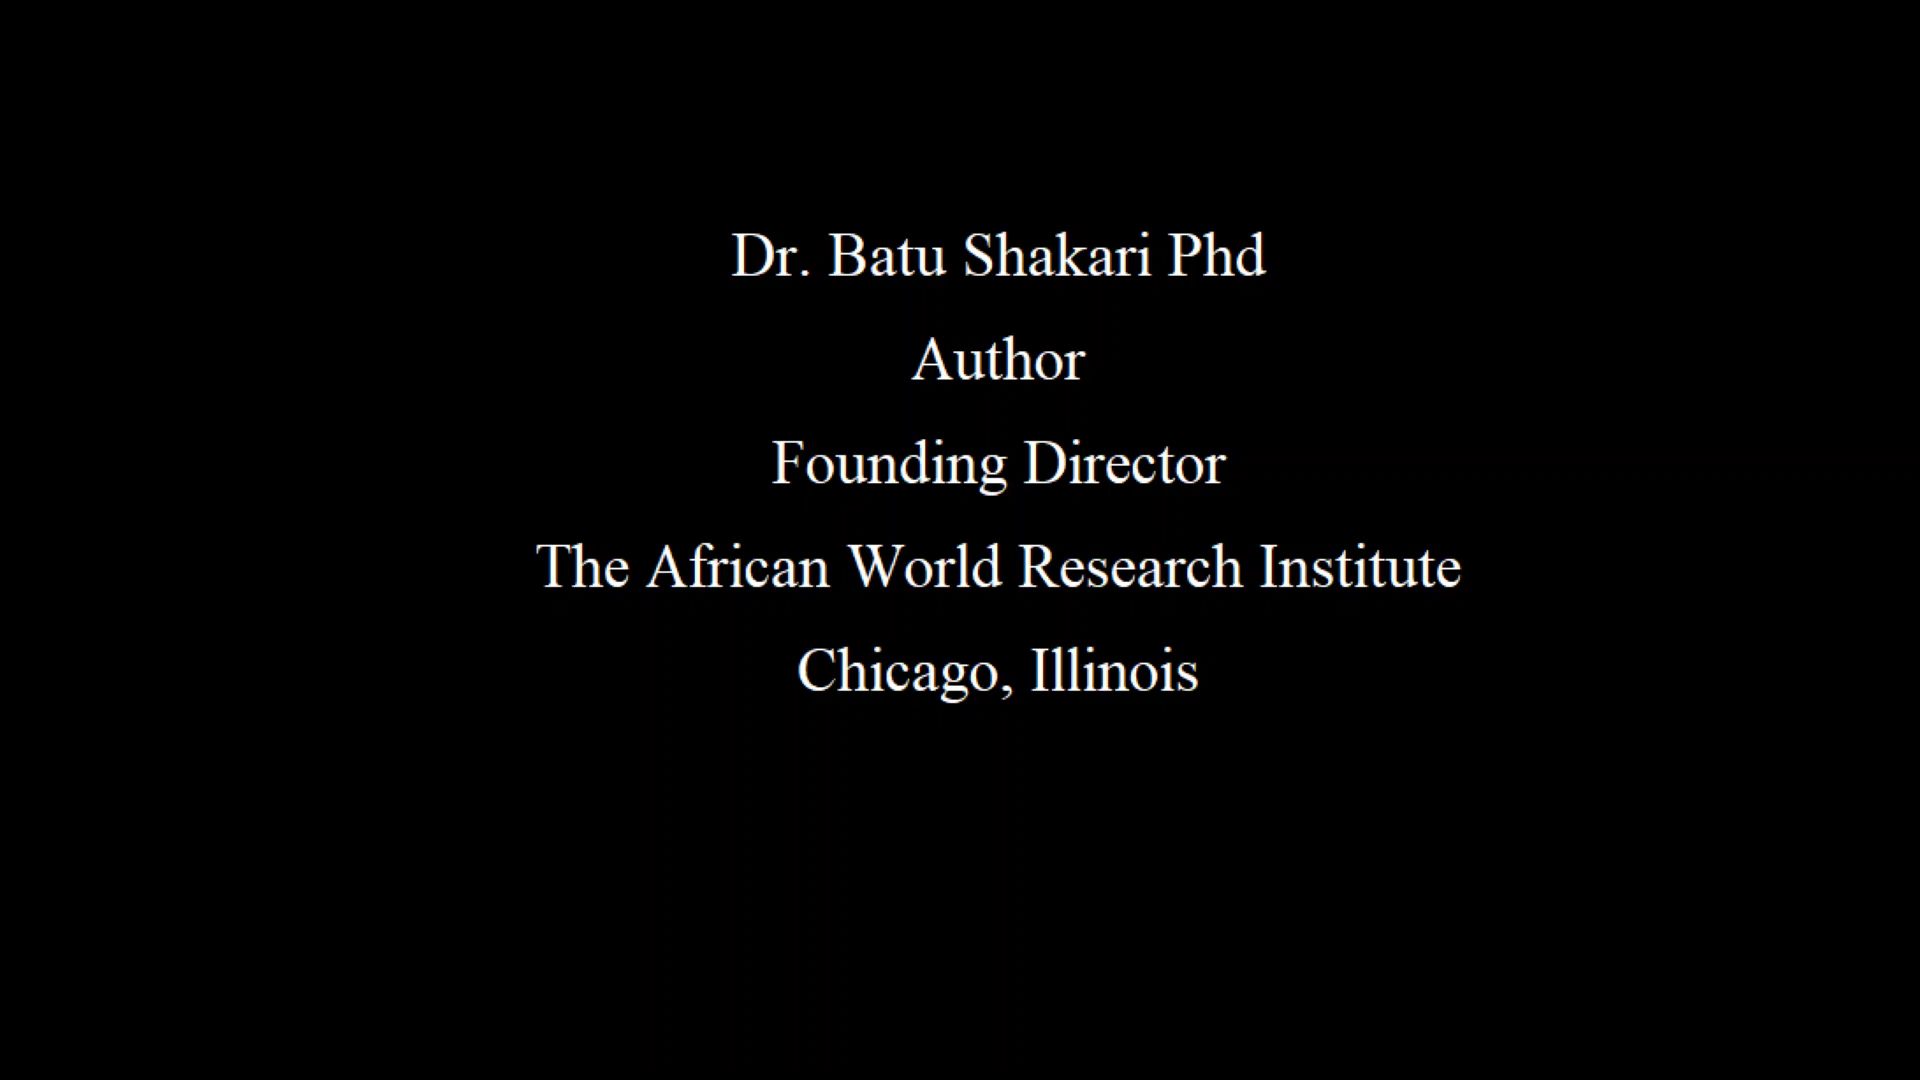 Dr. Batu Shakari Phd
Author
Founding Director
The African World Research Institute
Chicago, Illinois